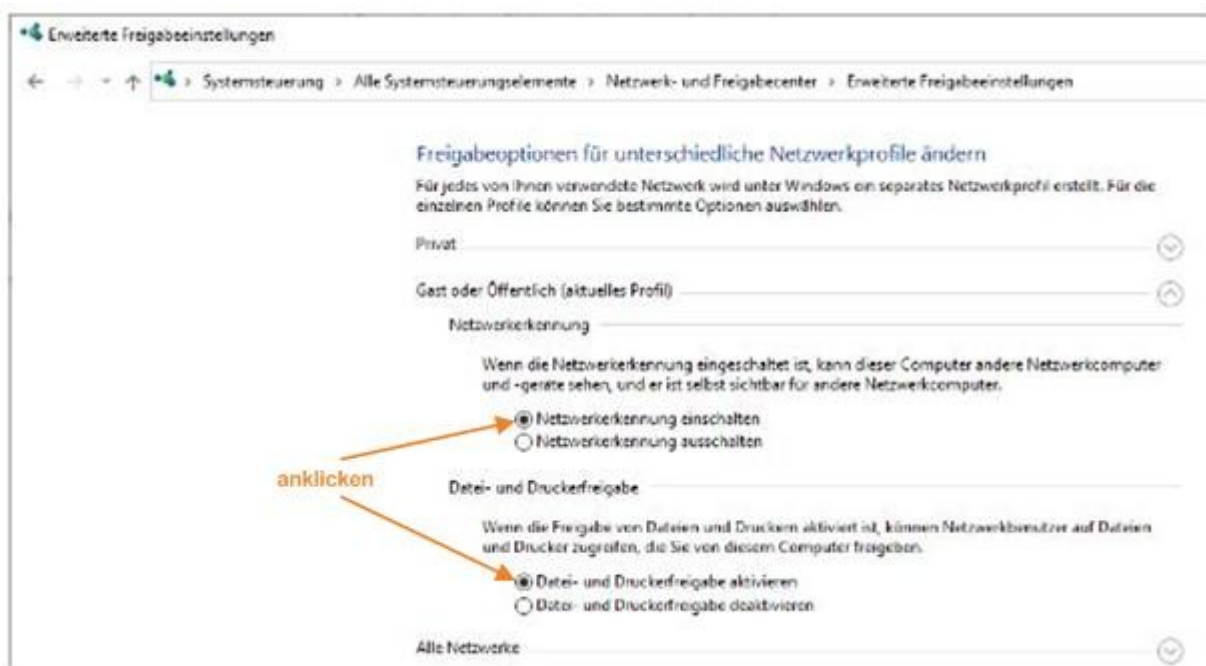 Erweiterte Freigabeeinstellungen
Systemsteuerung > Alle Systemsteuerungselemente > Netzwerk- und Freigabecenter > Erweiterte Freigabeeinstellungen
Freigabeoptionen für unterschiedliche Netzwerkprofile ändern
Für jedes von Ihnen verwendete Netzwerk wird unter Windows ein separates Netzwerkprofil erstellt. Für die
einzelnen Profile können Sie bestimmte Optionen auswählen.
Privat
Gast oder Öffentlich (aktuelles Profil)
Netzwerkerkennung
Wenn die Netzwerkerkennung eingeschaltet ist, kann dieser Computer andere Netzwerkcomputer
und -geräte sehen, und er ist selbst sichtbar für andere Netzwerkcomputer.
Netzwerkerkennung einschalten
Netzwerkerkennung ausschalten
anklicken
Datei- und Druckerfreigabe
Wenn die Freigabe von Dateien und Druckern aktiviert ist, können Netzwerkbenutzer auf Dateien
und Drucker zugreifen, die Sie von diesem Computer freigeben.
Datei- und Druckerfreigabe aktivieren
Datei- und Druckerfreigabe deaktivieren
Alle Netzwerke